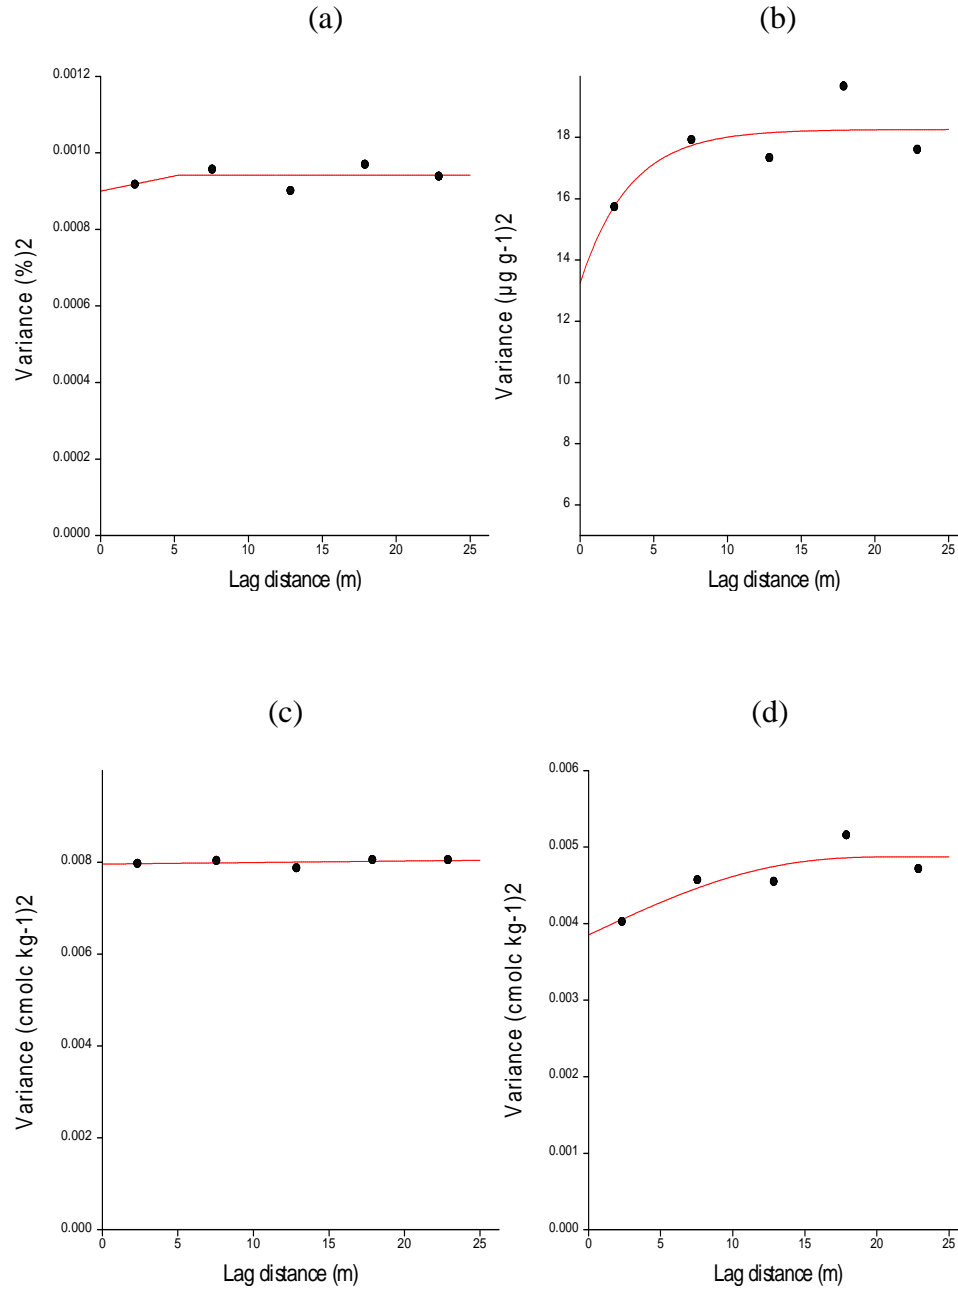 (a)
(b)
0.0012
0.0010
0.0008
0.0006
0.0004
0.0002
0.0000
Variance (%)2
0 5 10 15 20 25
Lag distance (m)
18
16
14
12
10
8
6
Variance (µg g-1)2
0 5 10 15 20 25
Lag distance (m)
(c)
(d)
0.008
0.006
0.004
0.002
0.000
Variance (cmolc kg-1)2
0 5 10 15 20 25
Lag distance (m)
0.006
0.005
0.004
0.003
0.002
0.001
0.000
Variance (cmolc kg-1)2
0 5 10 15 20 25
Lag distance (m)